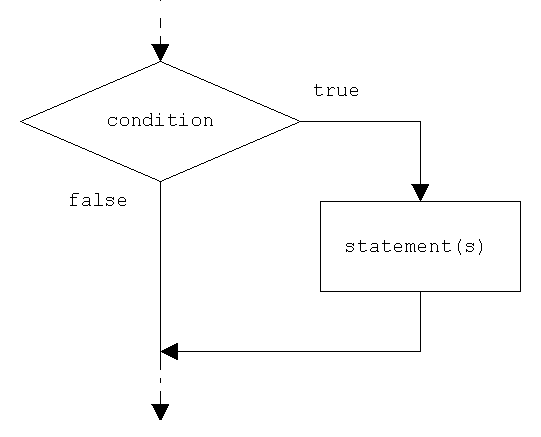 true
condition
false
statement(s)